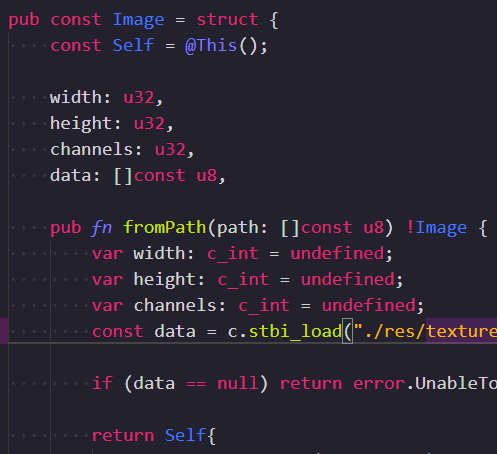 pub const Image = struct {
const Self = @This();
width: u32,
height: u32,
channels: u32,
data: []const u8,
pub fn fromPath(path: []const u8) !Image {
var width: c_int = undefined;
var height: c_int = undefined;
var channels: c_int = undefined;
const data = c.stbi_load("./res/texture
if (data == null) return error.UnableTo
return Self{